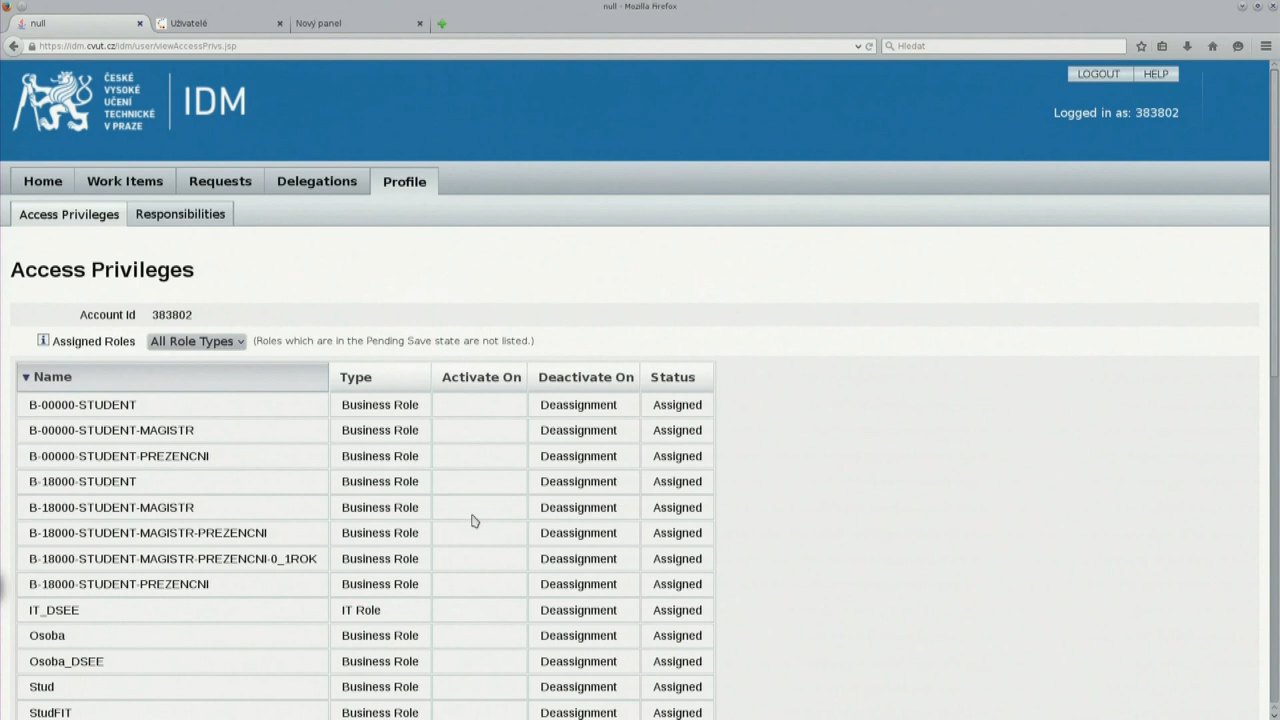 null - Mozilla Firefox
null
Uživatelé
Nový panel
https://idm.cvut.cz/idm/user/viewAccessPrivs.jsp
Hledat
ČESKÉ
VYSOKÉ
UČENÍ
TECHNICKÉ
V PRAZE
IDM
LOGOUT HELP
Logged in as: 383802
Home Work Items Requests Delegations Profile
Access Privileges Responsibilities
Access Privileges
Account Id 383802
i Assigned Roles All Role Types (Roles which are in the Pending Save state are not listed.)
Name Type Activate On Deactivate On Status
B-00000-STUDENT Business Role Deassignment Assigned
B-00000-STUDENT-MAGISTR Business Role Deassignment Assigned
B-00000-STUDENT-PREZENCNI Business Role Deassignment Assigned
B-18000-STUDENT Business Role Deassignment Assigned
B-18000-STUDENT-MAGISTR Business Role Deassignment Assigned
B-18000-STUDENT-MAGISTR-PREZENCNI Business Role Deassignment Assigned
B-18000-STUDENT-MAGISTR-PREZENCNI-0_1ROK Business Role Deassignment Assigned
B-18000-STUDENT-PREZENCNI Business Role Deassignment Assigned
IT_DSEE IT Role Deassignment Assigned
Osoba Business Role Deassignment Assigned
Osoba_DSEE Business Role Deassignment Assigned
Stud Business Role Deassignment Assigned
StudFIT Business Role Deassignment Assigned